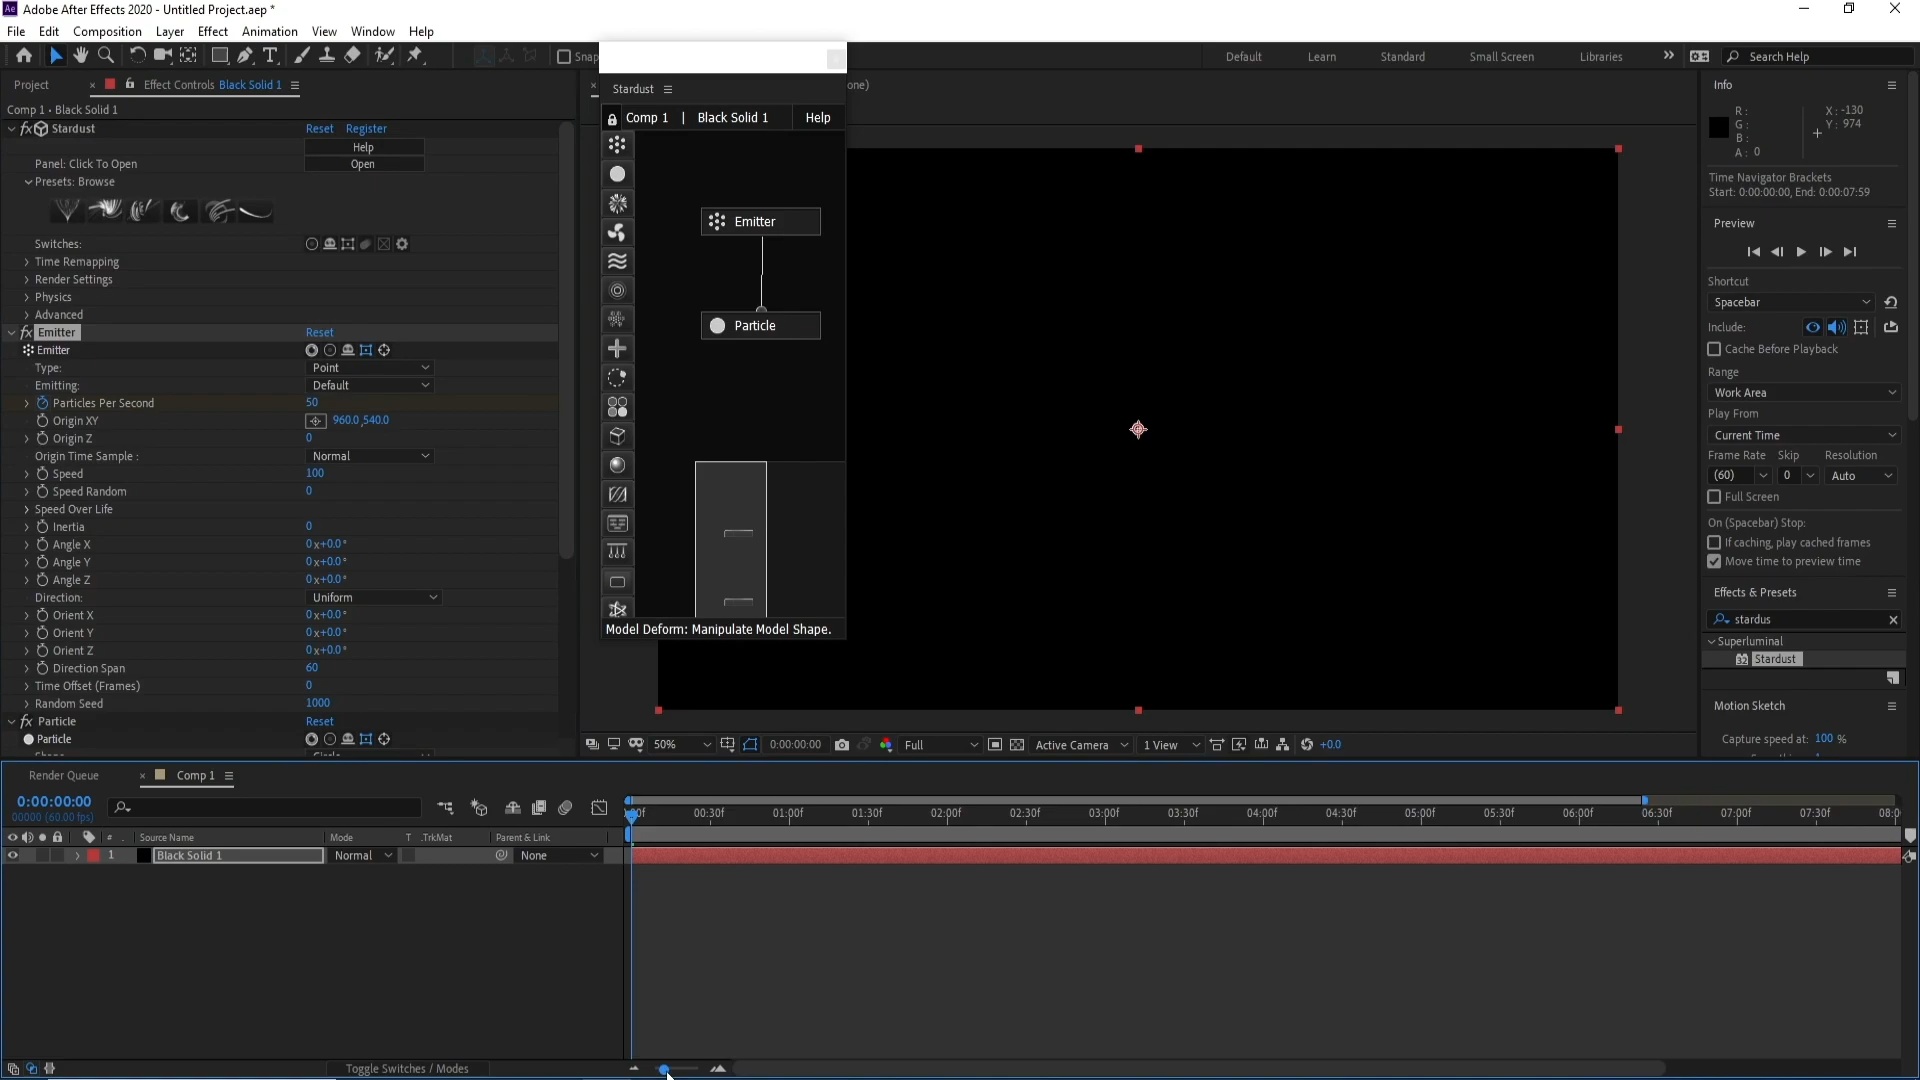 Adobe After Effects 2020 - Untitled Project.aep *
File Edit Composition Layer Effect Animation View Window Help
Snap
Default Learn Standard Small Screen Libraries Search Help
Project Effect Controls Black Solid 1
Comp 1 • Black Solid 1
Stardust Reset Register
Help
Panel: Click To Open Open
Presets: Browse
Switches:
Time Remapping
Render Settings
Physics
Advanced
Emitter Reset
Emitter
Type: Point
Emitting: Default
Particles Per Second 50
Origin XY 960.0,540.0
Origin Z 0
Origin Time Sample : Normal
Speed 100
Speed Random 0
Speed Over Life
Inertia 0
Angle X 0x+0.0°
Angle Y 0x+0.0°
Angle Z 0x+0.0°
Direction: Uniform
Orient X 0x+0.0°
Orient Y 0x+0.0°
Orient Z 0x+0.0°
Direction Span 60
Time Offset (Frames) 0
Random Seed 1000
Particle Reset
Particle
Stardust
Comp 1 | Black Solid 1 Help
Emitter
Particle
Model Deform: Manipulate Model Shape.
one)
50% 0:00:00:00 Full Active Camera 1 View +0.0
Info
R: X: -130
G: Y: 974
B:
A: 0
Time Navigator Brackets
Start: 0:00:00:00, End: 0:00:07:59
Preview
Shortcut
Spacebar
Include:
Cache Before Playback
Range
Work Area
Play From
Current Time
Frame Rate Skip Resolution
(60) 0 Auto
Full Screen
On (Spacebar) Stop:
If caching, play cached frames
Move time to preview time
Effects & Presets
stardus
Superluminal
32 Stardust
Motion Sketch
Capture speed at: 100 %
Render Queue Comp 1
0:00:00:00
00000 (60.00 fps)
:00f 00:30f 01:00f 01:30f 02:00f 02:30f 03:00f 03:30f 04:00f 04:30f 05:00f 05:30f 06:00f 06:30f 07:00f 07:30f 08:0
# Source Name Mode T .TrkMat Parent & Link
1 Black Solid 1 Normal None
Toggle Switches / Modes